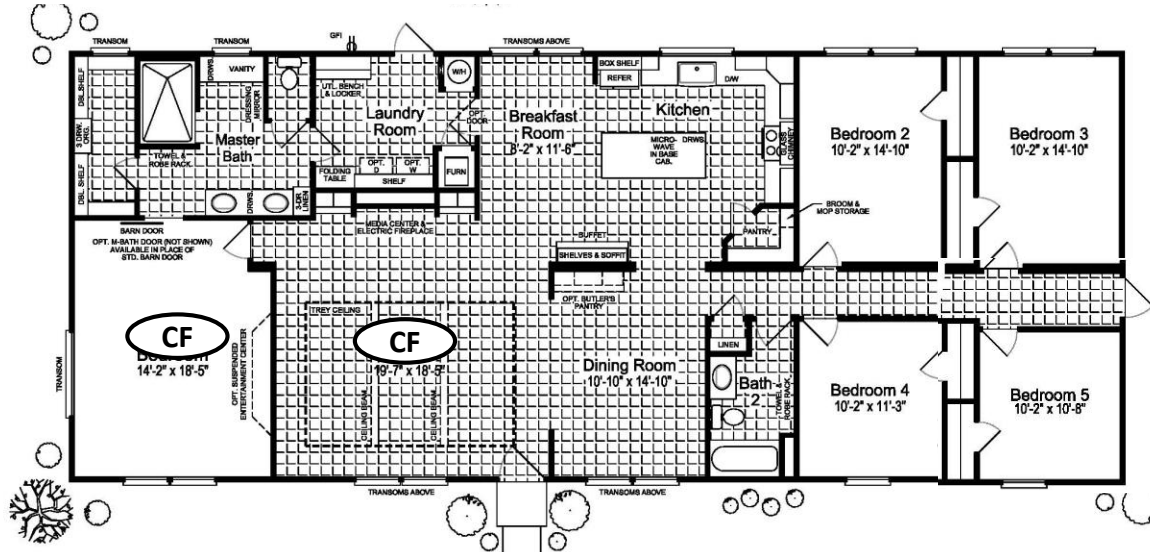 TRANSOM
TRANSOM
GFI
TRANSOMS ABOVE
DBL. SHELF
3 DRW.
ORG.
DBL. SHELF
DRWS.
VANITY
DRESSING
MIRROR
TOWEL &
ROBE RACK
Master
Bath
DRWS.
3-DR
LINEN
UTL. BENCH
& LOCKER
W/H
Laundry
Room
OPT.
DOOR
OPT.
D
OPT.
W
FOLDING
TABLE
SHELF
FURN
Breakfast
Room
8'-2" x 11'-6"
BOX SHELF
REFER
D/W
Kitchen
MICRO-
WAVE
IN BASE
CAB.
DRWS.
GLASS
CHIMNEY
PANTRY
BROOM &
MOP STORAGE
Bedroom 2
10'-2" x 14'-10"
Bedroom 3
10'-2" x 14'-10"
BARN DOOR
OPT. M-BATH DOOR (NOT SHOWN)
AVAILABLE IN PLACE OF
STD. BARN DOOR
MEDIA CENTER &
ELECTRIC FIREPLACE
BUFFET
SHELVES & SOFFIT
OPT. BUTLER'S
PANTRY
TRANSOM
CF
Bedroom
14'-2" x 18'-5"
OPT. SUSPENDED
ENTERTAINMENT CENTER
TREY CEILING
CF
19'-7" x 18'-5"
CEILING BEAM
CEILING BEAM
Dining Room
10'-10" x 14'-10"
LINEN
Bath
2
TOWEL &
ROBE RACK
Bedroom 4
10'-2" x 11'-3"
Bedroom 5
10'-2" x 10'-8"
TRANSOMS ABOVE
TRANSOMS ABOVE